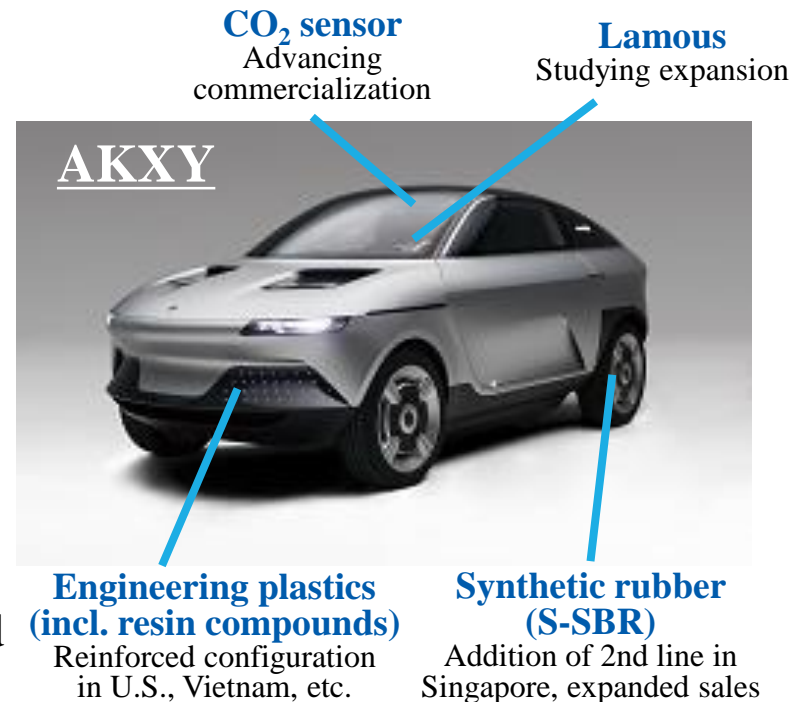 CO₂ sensor
Advancing
commercialization
Lamous
Studying expansion
AKXY
Engineering plastics
(incl. resin compounds)
Reinforced configuration
in U.S., Vietnam, etc.
Synthetic rubber
(S-SBR)
Addition of 2nd line in
Singapore, expanded sales